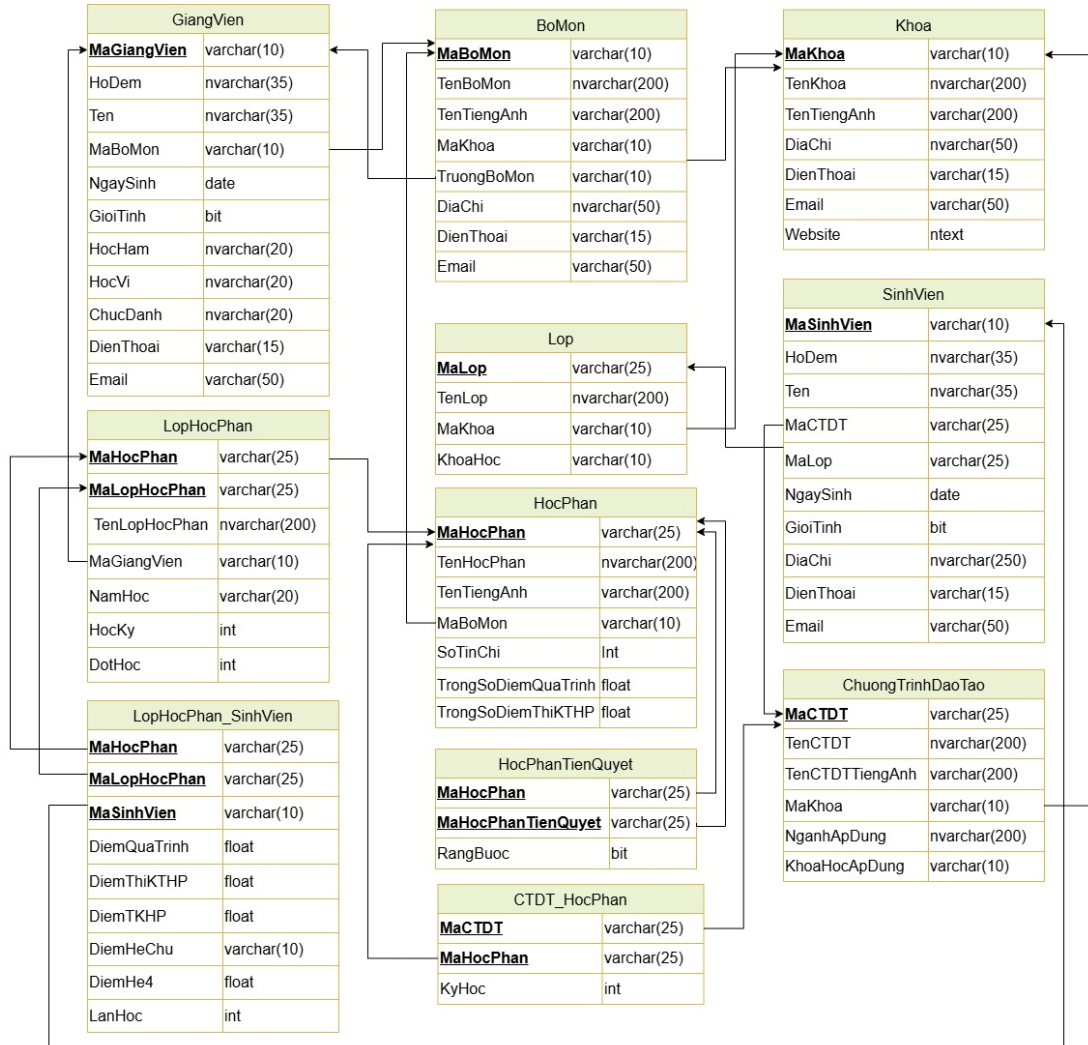 GiangVien
MaGiangVien varchar(10)
HoDem nvarchar(35)
Ten nvarchar(35)
MaBoMon varchar(10)
NgaySinh date
GioiTinh bit
HocHam nvarchar(20)
HocVi nvarchar(20)
ChucDanh nvarchar(20)
DienThoai varchar(15)
Email varchar(50)
BoMon
MaBoMon varchar(10)
TenBoMon nvarchar(200)
TenTiengAnh varchar(200)
MaKhoa varchar(10)
TruongBoMon varchar(10)
DiaChi nvarchar(50)
DienThoai varchar(15)
Email varchar(50)
Khoa
MaKhoa varchar(10)
TenKhoa nvarchar(200)
TenTiengAnh varchar(200)
DiaChi nvarchar(50)
DienThoai varchar(15)
Email varchar(50)
Website ntext
Lop
MaLop varchar(25)
TenLop nvarchar(200)
MaKhoa varchar(10)
KhoaHoc varchar(10)
SinhVien
MaSinhVien varchar(10)
HoDem nvarchar(35)
Ten nvarchar(35)
MaCTDT varchar(25)
MaLop varchar(25)
NgaySinh date
GioiTinh bit
DiaChi nvarchar(250)
DienThoai varchar(15)
Email varchar(50)
LopHocPhan
MaHocPhan varchar(25)
MaLopHocPhan varchar(25)
TenLopHocPhan nvarchar(200)
MaGiangVien varchar(10)
NamHoc varchar(20)
HocKy int
DotHoc int
HocPhan
MaHocPhan varchar(25)
TenHocPhan nvarchar(200)
TenTiengAnh varchar(200)
MaBoMon varchar(10)
SoTinChi Int
TrongSoDiemQuaTrinh float
TrongSoDiemThiKTHP float
LopHocPhan_SinhVien
MaHocPhan varchar(25)
MaLopHocPhan varchar(25)
MaSinhVien varchar(10)
DiemQuaTrinh float
DiemThiKTHP float
DiemTKHP float
DiemHeChu varchar(10)
DiemHe4 float
LanHoc int
HocPhanTienQuyet
MaHocPhan varchar(25)
MaHocPhanTienQuyet varchar(25)
RangBuoc bit
ChuongTrinhDaoTao
MaCTDT varchar(25)
TenCTDT nvarchar(200)
TenCTDTTiengAnh varchar(200)
MaKhoa varchar(10)
NganhApDung nvarchar(200)
KhoaHocApDung varchar(10)
CTDT_HocPhan
MaCTDT varchar(25)
MaHocPhan varchar(25)
KyHoc int